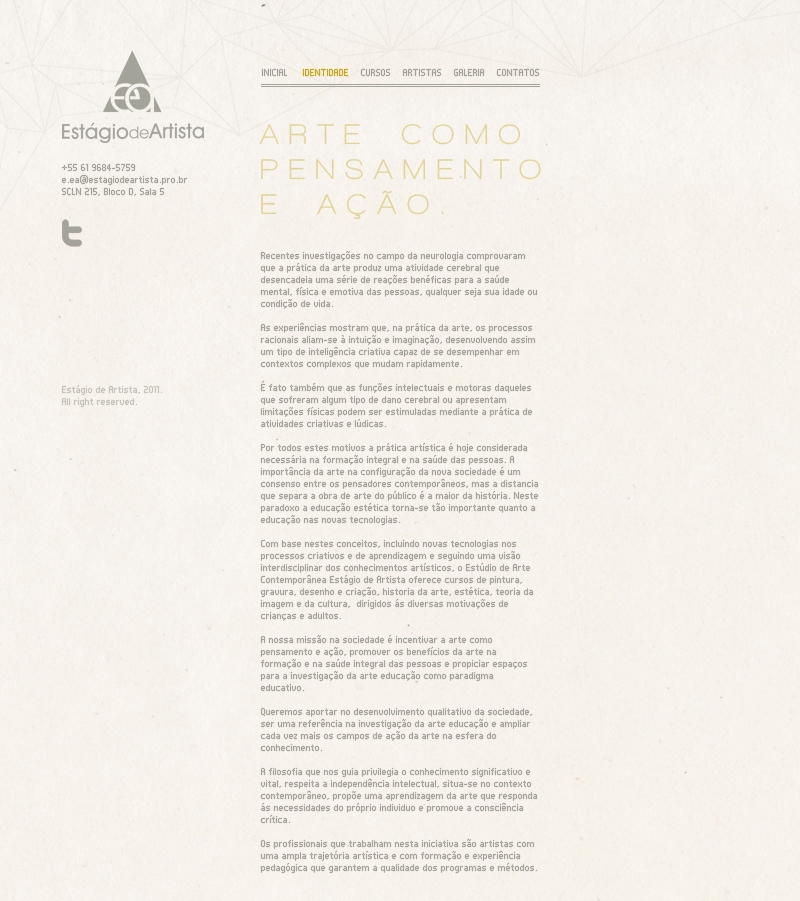 ea
EstágiodeArtista
+55 61 9684-5759
e.ea@estagiodeartista.pro.br
SCLN 215, Bloco D, Sala 5
t
Estágio de Artista, 2011.
All right reserved.
INICIAL IDENTIDADE CURSOS ARTISTAS GALERIA CONTATOS
ARTE COMO
PENSAMENTO
E AÇÃO
Recentes investigações no campo da neurologia comprovaram
que a prática da arte produz uma atividade cerebral que
desencadeia uma série de reações benéficas para a saúde
mental, física e emotiva das pessoas, qualquer seja sua idade ou
condição de vida.
As experiências mostram que, na prática da arte, os processos
racionais aliam-se à intuição e imaginação, desenvolvendo assim
um tipo de inteligência criativa capaz de se desempenhar em
contextos complexos que mudam rapidamente.
É fato também que as funções intelectuais e motoras daqueles
que sofreram algum tipo de dano cerebral ou apresentam
limitações físicas podem ser estimuladas mediante a prática de
atividades criativas e lúdicas.
Por todos estes motivos a prática artística é hoje considerada
necessária na formação integral e na saúde das pessoas. A
importância da arte na configuração da nova sociedade é um
consenso entre os pensadores contemporâneos, mas a distancia
que separa a obra de arte do público é a maior da história. Neste
paradoxo a educação estética torna-se tão importante quanto a
educação nas novas tecnologias.
Com base nestes conceitos, incluindo novas tecnologias nos
processos criativos e de aprendizagem e seguindo uma visão
interdisciplinar dos conhecimentos artísticos, o Estúdio de Arte
Contemporânea Estágio de Artista oferece cursos de pintura,
gravura, desenho e criação, historia da arte, estética, teoria da
imagem e da cultura, dirigidos ás diversas motivações de
crianças e adultos.
A nossa missão na sociedade é incentivar a arte como
pensamento e ação, promover os benefícios da arte na
formação e na saúde integral das pessoas e propiciar espaços
para a investigação da arte educação como paradigma
educativo.
Queremos aportar no desenvolvimento qualitativo da sociedade,
ser uma referência na investigação da arte educação e ampliar
cada vez mais os campos de ação da arte na esfera do
conhecimento.
A filosofia que nos guia privilegia o conhecimento significativo e
vital, respeita a independência intelectual, situa-se no contexto
contemporâneo, propõe uma aprendizagem da arte que responda
ás necessidades do próprio individuo e promove a consciência
crítica.
Os profissionais que trabalham nesta iniciativa são artistas com
uma ampla trajetória artística e com formação e experiência
pedagógica que garantem a qualidade dos programas e métodos.